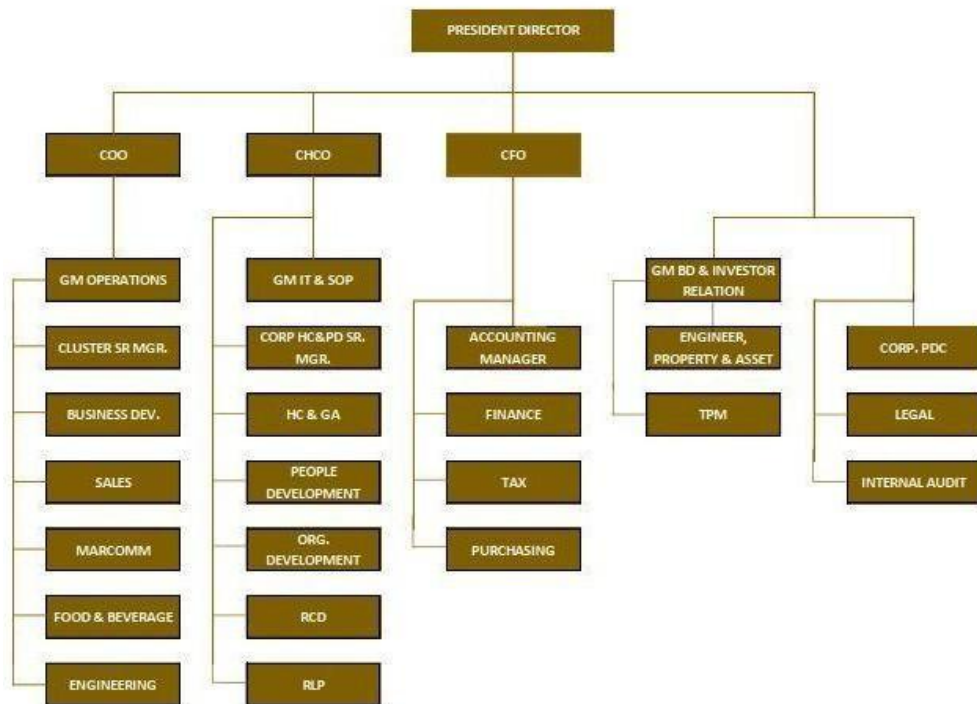 PRESIDENT DIRECTOR
COO
CHCO
CFO
GM OPERATIONS
GM IT & SOP
GM BD & INVESTOR
RELATION
CLUSTER SR MGR.
CORP HC&PD SR.
MGR.
ACCOUNTING
MANAGER
ENGINEER,
PROPERTY & ASSET
CORP. PDC
BUSINESS DEV.
HC & GA
FINANCE
TPM
LEGAL
SALES
PEOPLE
DEVELOPMENT
TAX
INTERNAL AUDIT
MARCOMM
ORG.
DEVELOPMENT
PURCHASING
FOOD & BEVERAGE
RCD
ENGINEERING
RLP